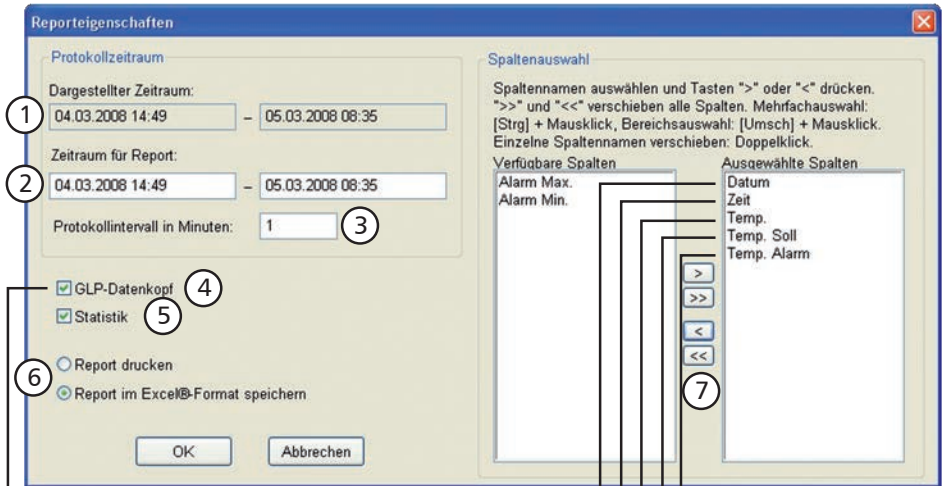 Reporteigenschaften
Protokollzeitraum
Dargestellter Zeitraum:
1 04.03.2008 14:49 – 05.03.2008 08:35
Zeitraum für Report:
2 04.03.2008 14:49 – 05.03.2008 08:35
Protokollintervall in Minuten: 1 3
GLP-Datenkopf 4
Statistik 5
6
Report drucken
Report im Excel®-Format speichern
OK Abbrechen
Spaltenauswahl
Spaltennamen auswählen und Tasten ">" oder "<" drücken.
">>" und "<<" verschieben alle Spalten. Mehrfachauswahl:
[Strg] + Mausklick, Bereichsauswahl: [Umsch] + Mausklick.
Einzelne Spaltennamen verschieben: Doppelklick.
Verfügbare Spalten
Alarm Max.
Alarm Min.
>
>>
<
<<
7
Ausgewählte Spalten
Datum
Zeit
Temp.
Temp. Soll
Temp. Alarm